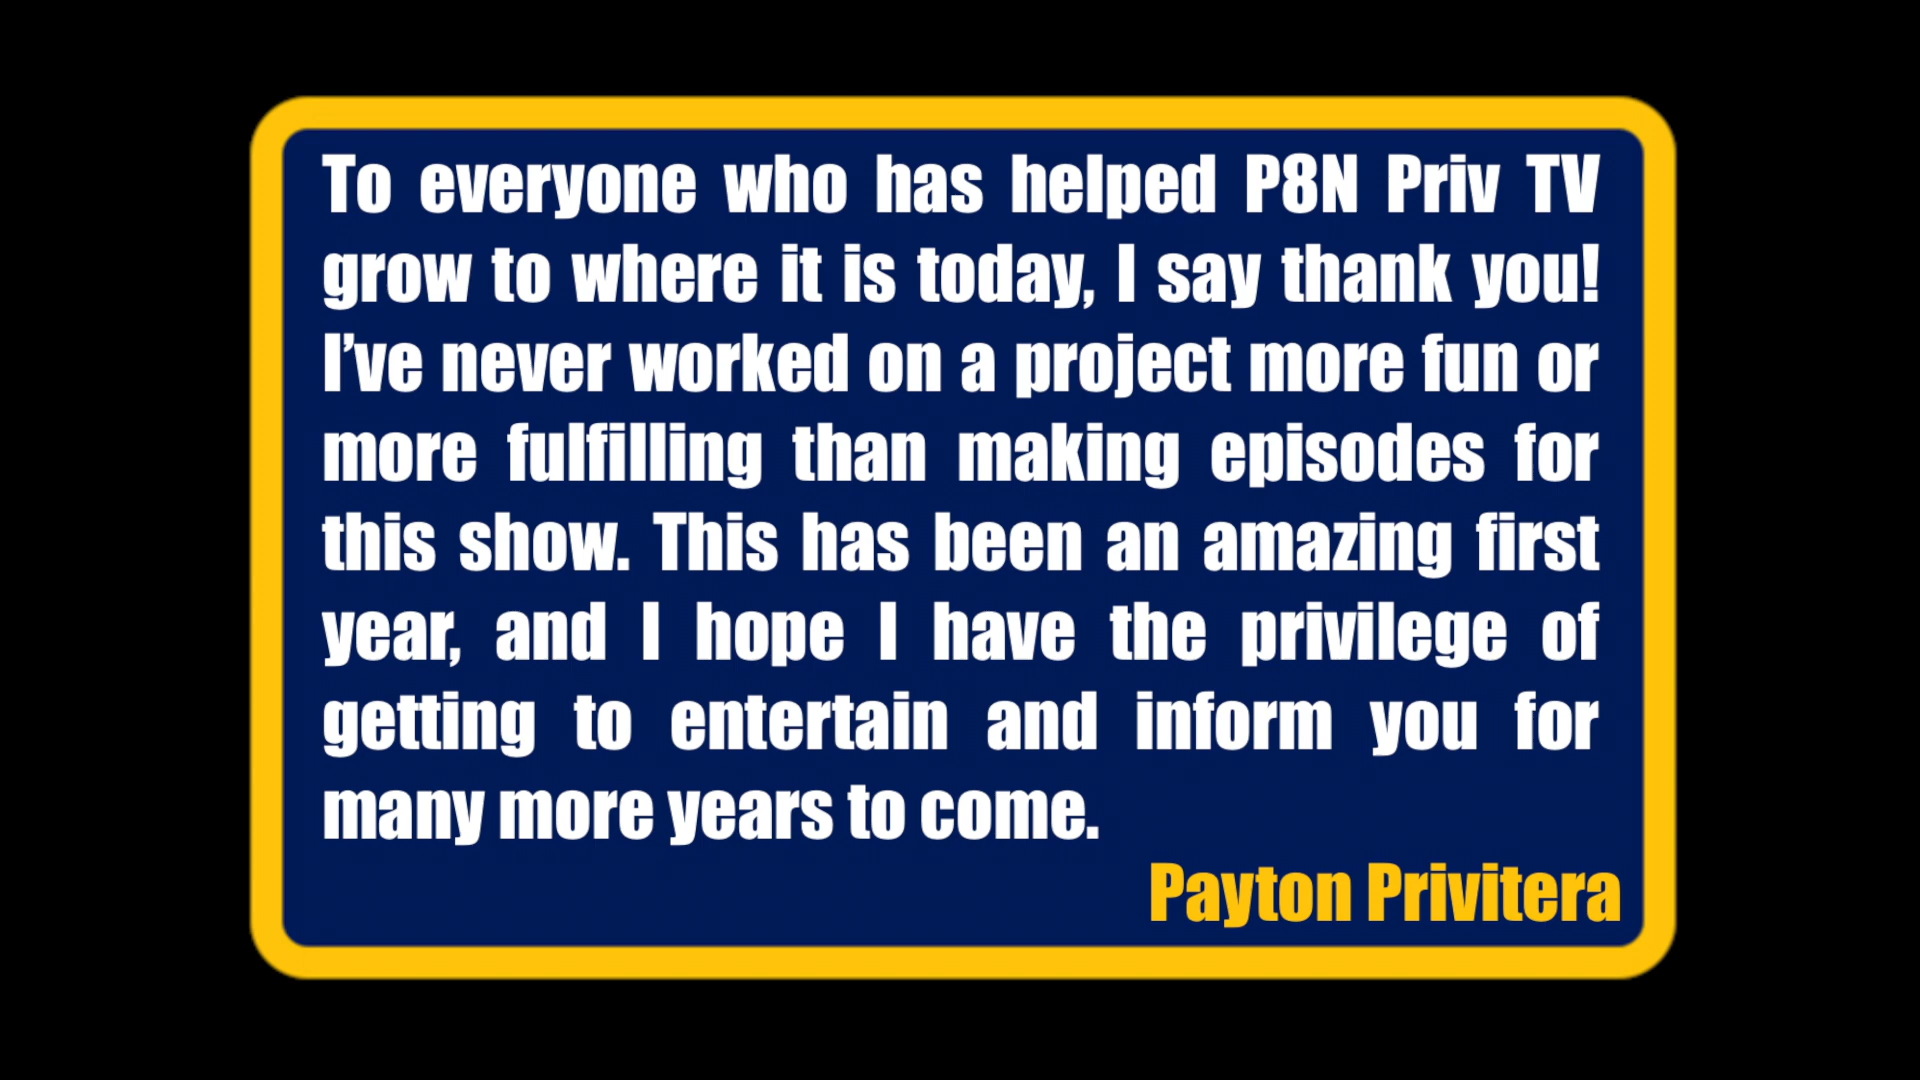 To everyone who has helped P8N Priv TV
grow to where it is today, I say thank you!
I’ve never worked on a project more fun or
more fulfilling than making episodes for
this show. This has been an amazing first
year, and I hope I have the privilege of
getting to entertain and inform you for
many more years to come.
Payton Privitera